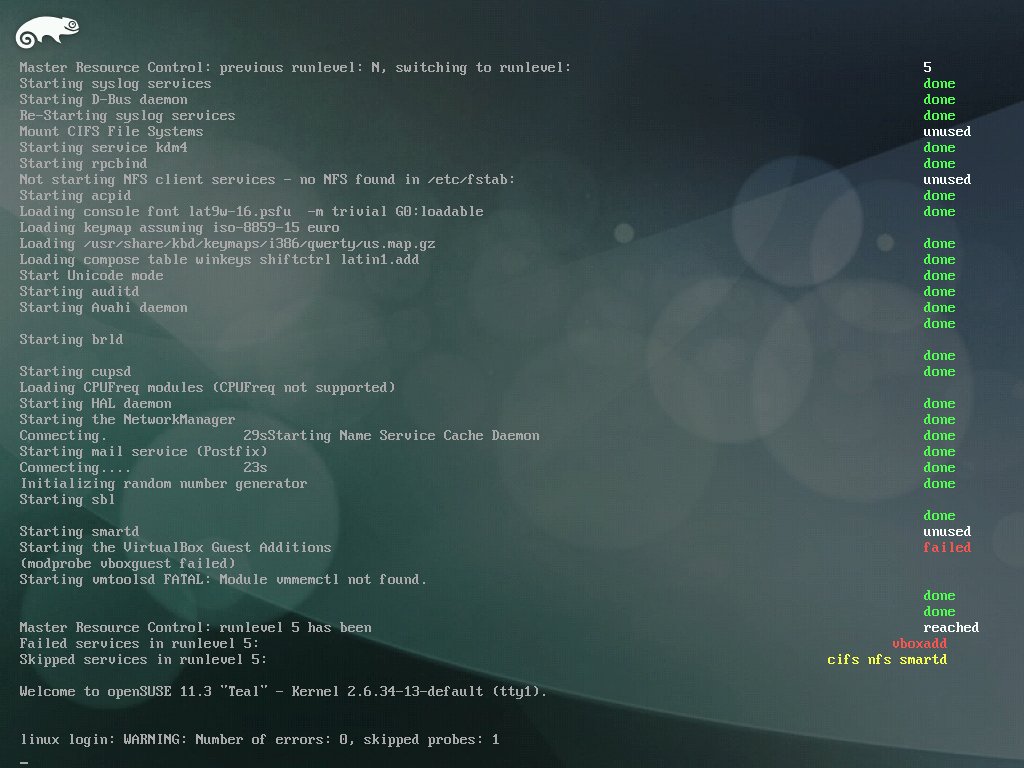 Master Resource Control: previous runlevel: N, switching to runlevel: 5
Starting syslog services done
Starting D-Bus daemon done
Re-Starting syslog services done
Mount CIFS File Systems unused
Starting service kdm4 done
Starting rpcbind done
Not starting NFS client services - no NFS found in /etc/fstab: unused
Starting acpid done
Loading console font lat9w-16.psfu  -m trivial G0:loadable done
Loading keymap assuming iso-8859-15 euro
Loading /usr/share/kbd/keymaps/i386/qwerty/us.map.gz done
Loading compose table winkeys shiftctrl latin1.add done
Start Unicode mode done
Starting auditd done
Starting Avahi daemon done
done
Starting brld
done
Starting cupsd done
Loading CPUFreq modules (CPUFreq not supported)
Starting HAL daemon done
Starting the NetworkManager done
Connecting. 29sStarting Name Service Cache Daemon done
Starting mail service (Postfix) done
Connecting.... 23s done
Initializing random number generator done
Starting sbl
done
Starting smartd unused
Starting the VirtualBox Guest Additions failed
(modprobe vboxguest failed)
Starting vmtoolsd FATAL: Module vmmemctl not found.
done
done
Master Resource Control: runlevel 5 has been reached
Failed services in runlevel 5: vboxadd
Skipped services in runlevel 5: cifs nfs smartd
Welcome to openSUSE 11.3 "Teal" - Kernel 2.6.34-13-default (tty1).
linux login: WARNING: Number of errors: 0, skipped probes: 1
_